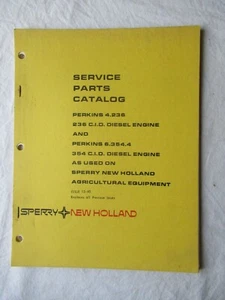 SERVICE
PARTS
CATALOG
PERKINS 4.236
236 C.I.D. DIESEL ENGINE
AND
PERKINS 6.354.4
354 C.I.D. DIESEL ENGINE
AS USED ON
SPERRY NEW HOLLAND
AGRICULTURAL EQUIPMENT
SPERRY NEW HOLLAND